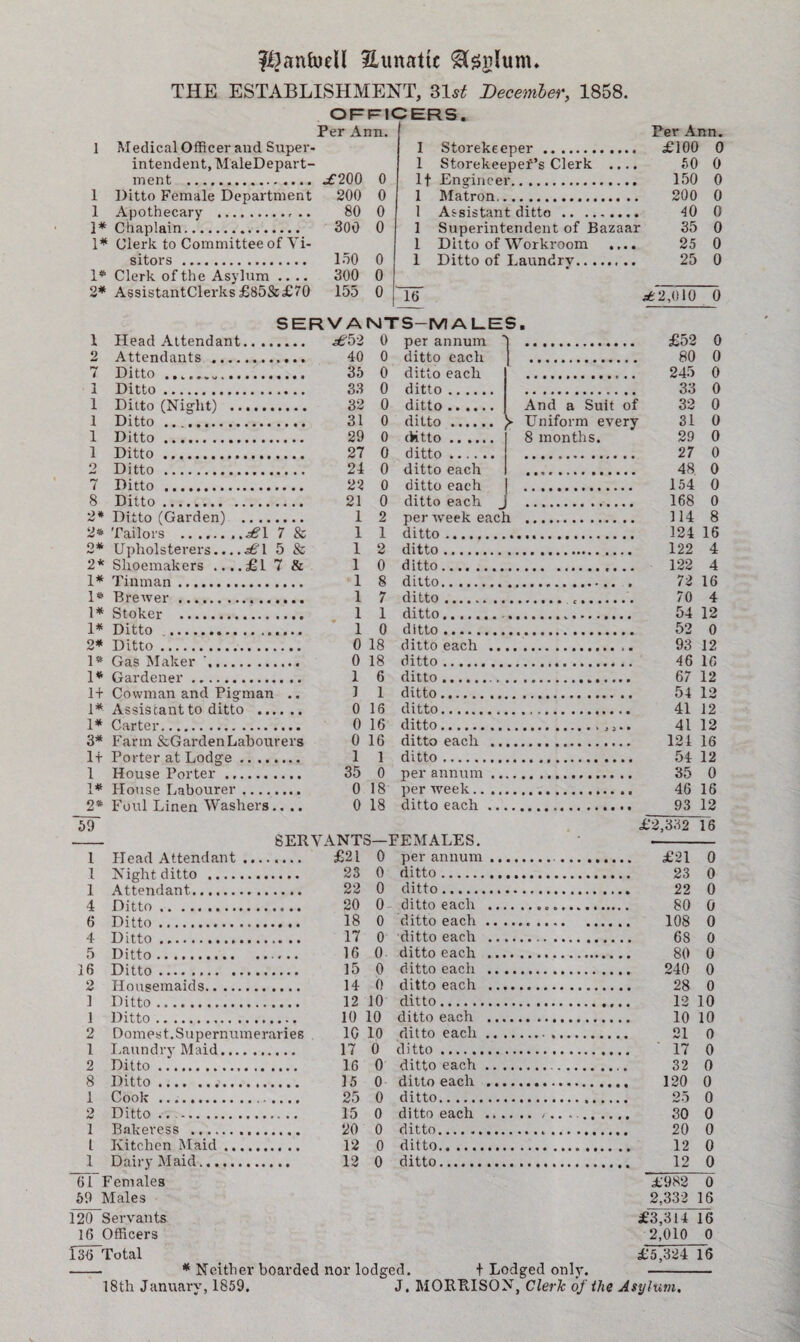 Hanwell Lunatic Asylum.
THE ESTABLISHMENT, 31st December, 1858.
OFFICERS.
Per Ann.
1 Medical Officer and Super-
intendent, MaleDepart-
ment ................ £200 0
1 Ditto Female Department 200 0
1 Apothecary ............ 80 0
1* Chaplain............... 300 0
1* Clerk to Committee of Vi-
sitors ................ 150 0
1* Clerk of the Asylum .... 300 0
2* AssistantClerks £85&£70 155 0
Per Ann.
1 Storekeeper ............ £100 0
1 Storekeeper's Clerk .... 50 0
1† Engineer................ 150 0
1 Matron.................. 200 0
1 Assistant ditto .......... 40 0
1 Superintendent of Bazaar 35 0
1 Ditto of Workroom .... 25 0
1 Ditto of Laundry........ 25 0
16 £2,010 0
SERVANTS—MALES.
1 Head Attendant........ £52 0 per annum .............. £52 0
2 Attendants ............ 40 0 ditto each .............. 80 0
7 Ditto .................. 35 0 ditto each .............. 245 0
1 Ditto .................. 33 0 ditto ...... .............. 33 0
1 Ditto (Night) .......... 32 0 ditto ...... And a Suit of 32 0
1 Ditto .................. 31 0 ditto ...... Uniform every 31 0
1 Ditto .................. 29 0 ditto ...... 8 months. 29 0
1 Ditto .................. 27 0 ditto ...... .............. 27 0
2 Ditto .................. 24 0 ditto each .............. 48 0
7 Ditto .................. 22 0 ditto each .............. 154 0
8 Ditto .................. 21 0 ditto each .............. 168 0
2* Ditto (Garden) ........ 1 2 per week each .............. 114 8
2* Tailors ........£1 7 & 1 1 ditto .................... 124 16
2* Upholsterers....£1 5 & 1 2 ditto .................... 122 4
2* Shoemakers ....£1 7 & 1 0 ditto .................... 122 4
1* Tinman ................ 1 8 ditto .................... 72 16
1* Brewer ................ 1 7 ditto .................... 70 4
1* Stoker ................ 1 1 ditto .................... 54 12
1* Ditto .................. 1 0 ditto .................... 52 0
2* Ditto .................. 0 18 ditto each .............. 93 12
1* Gas Maker ............ 0 18 ditto .................... 46 16
1* Gardener .............. 1 6 ditto .................... 67 12
1† Cowman and Pigman .. 1 1 ditto .................... 54 12
1* Assistant to ditto ...... 0 16 ditto .................... 41 12
1* Carter.................. 0 16 ditto .................... 41 12
3* Farm &GardenLabourers 0 16 ditto each .............. 124 16
1† Porter at Lodge ........ 1 1 ditto .................... 54 12
1 House Porter .......... 35 0 per annum .............. 35 0
1* House Labourer ........ 0 18 per week................ 46 16
2* Foul Linen Washers.... 0 18 ditto each .............. 93 12
59 £2,332 16
SERVANTS—FEMALES.
1 Head Attendant ........ £21 0 per annum .............. £21 0
1 Night ditto ............ 23 0 ditto .................... 23 0
1 Attendant.............. 22 0 ditto .................... 22 0
4 Ditto .................. 20 0 ditto each .............. 80 0
6 Ditto .................. 18 0 ditto each .............. 108 0
4 Ditto .................. 17 0 ditto each .............. 68 0
5 Ditto .................. 16 0 ditto each .............. 80 0
16 Ditto .................. 15 0 ditto each .............. 240 0
2 Housemaids............ 14 0 ditto each .............. 28 0
1 Ditto .................. 12 10 ditto .................... 12 10
1 Ditto .................. 10 10 ditto each .............. 10 10
2 Domest.Supernumeraries 10 10 ditto each .............. 21 0
1 Laundry Maid.......... 17 0 ditto .................... 17 0
2 Ditto .................. 16 0 ditto each .............. 32 0
8 Ditto .................. 15 0 ditto each .............. 120 0
1 Cook .................. 25 0 ditto .................... 25 0
2 Ditto .................. 15 0 ditto each .............. 30 0
1 Bakeress .............. 20 0 ditto .................... 20 0
1 Kitchen Maid .......... 12 0 ditto .................... 12 0
1 Dairy Maid............ 12 0 ditto .................... 12 0
61 Females £982 0
59 Males 2,332 16
120 Servants £3,314 16
16 Officers 2,010 0
136 Total £5,324 16
* Neither boarded nor lodged. † Lodged only.
18th January, 1859. J. MORRISON, Clerk of the Asylum.